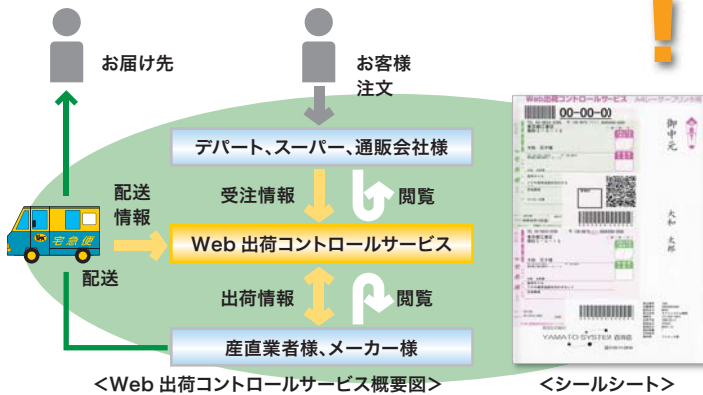 !
お届け先
お客様
注文
デパート、スーパー、通販会社様
配送
情報
受注情報
閲覧
宅急便
Web 出荷コントロールサービス
配送
出荷情報
閲覧
産直業者様、メーカー様
<Web 出荷コントロールサービス概要図>
Web出荷コントロールサービス
00-00-00
御中元
大和 太郎
<シールシート>